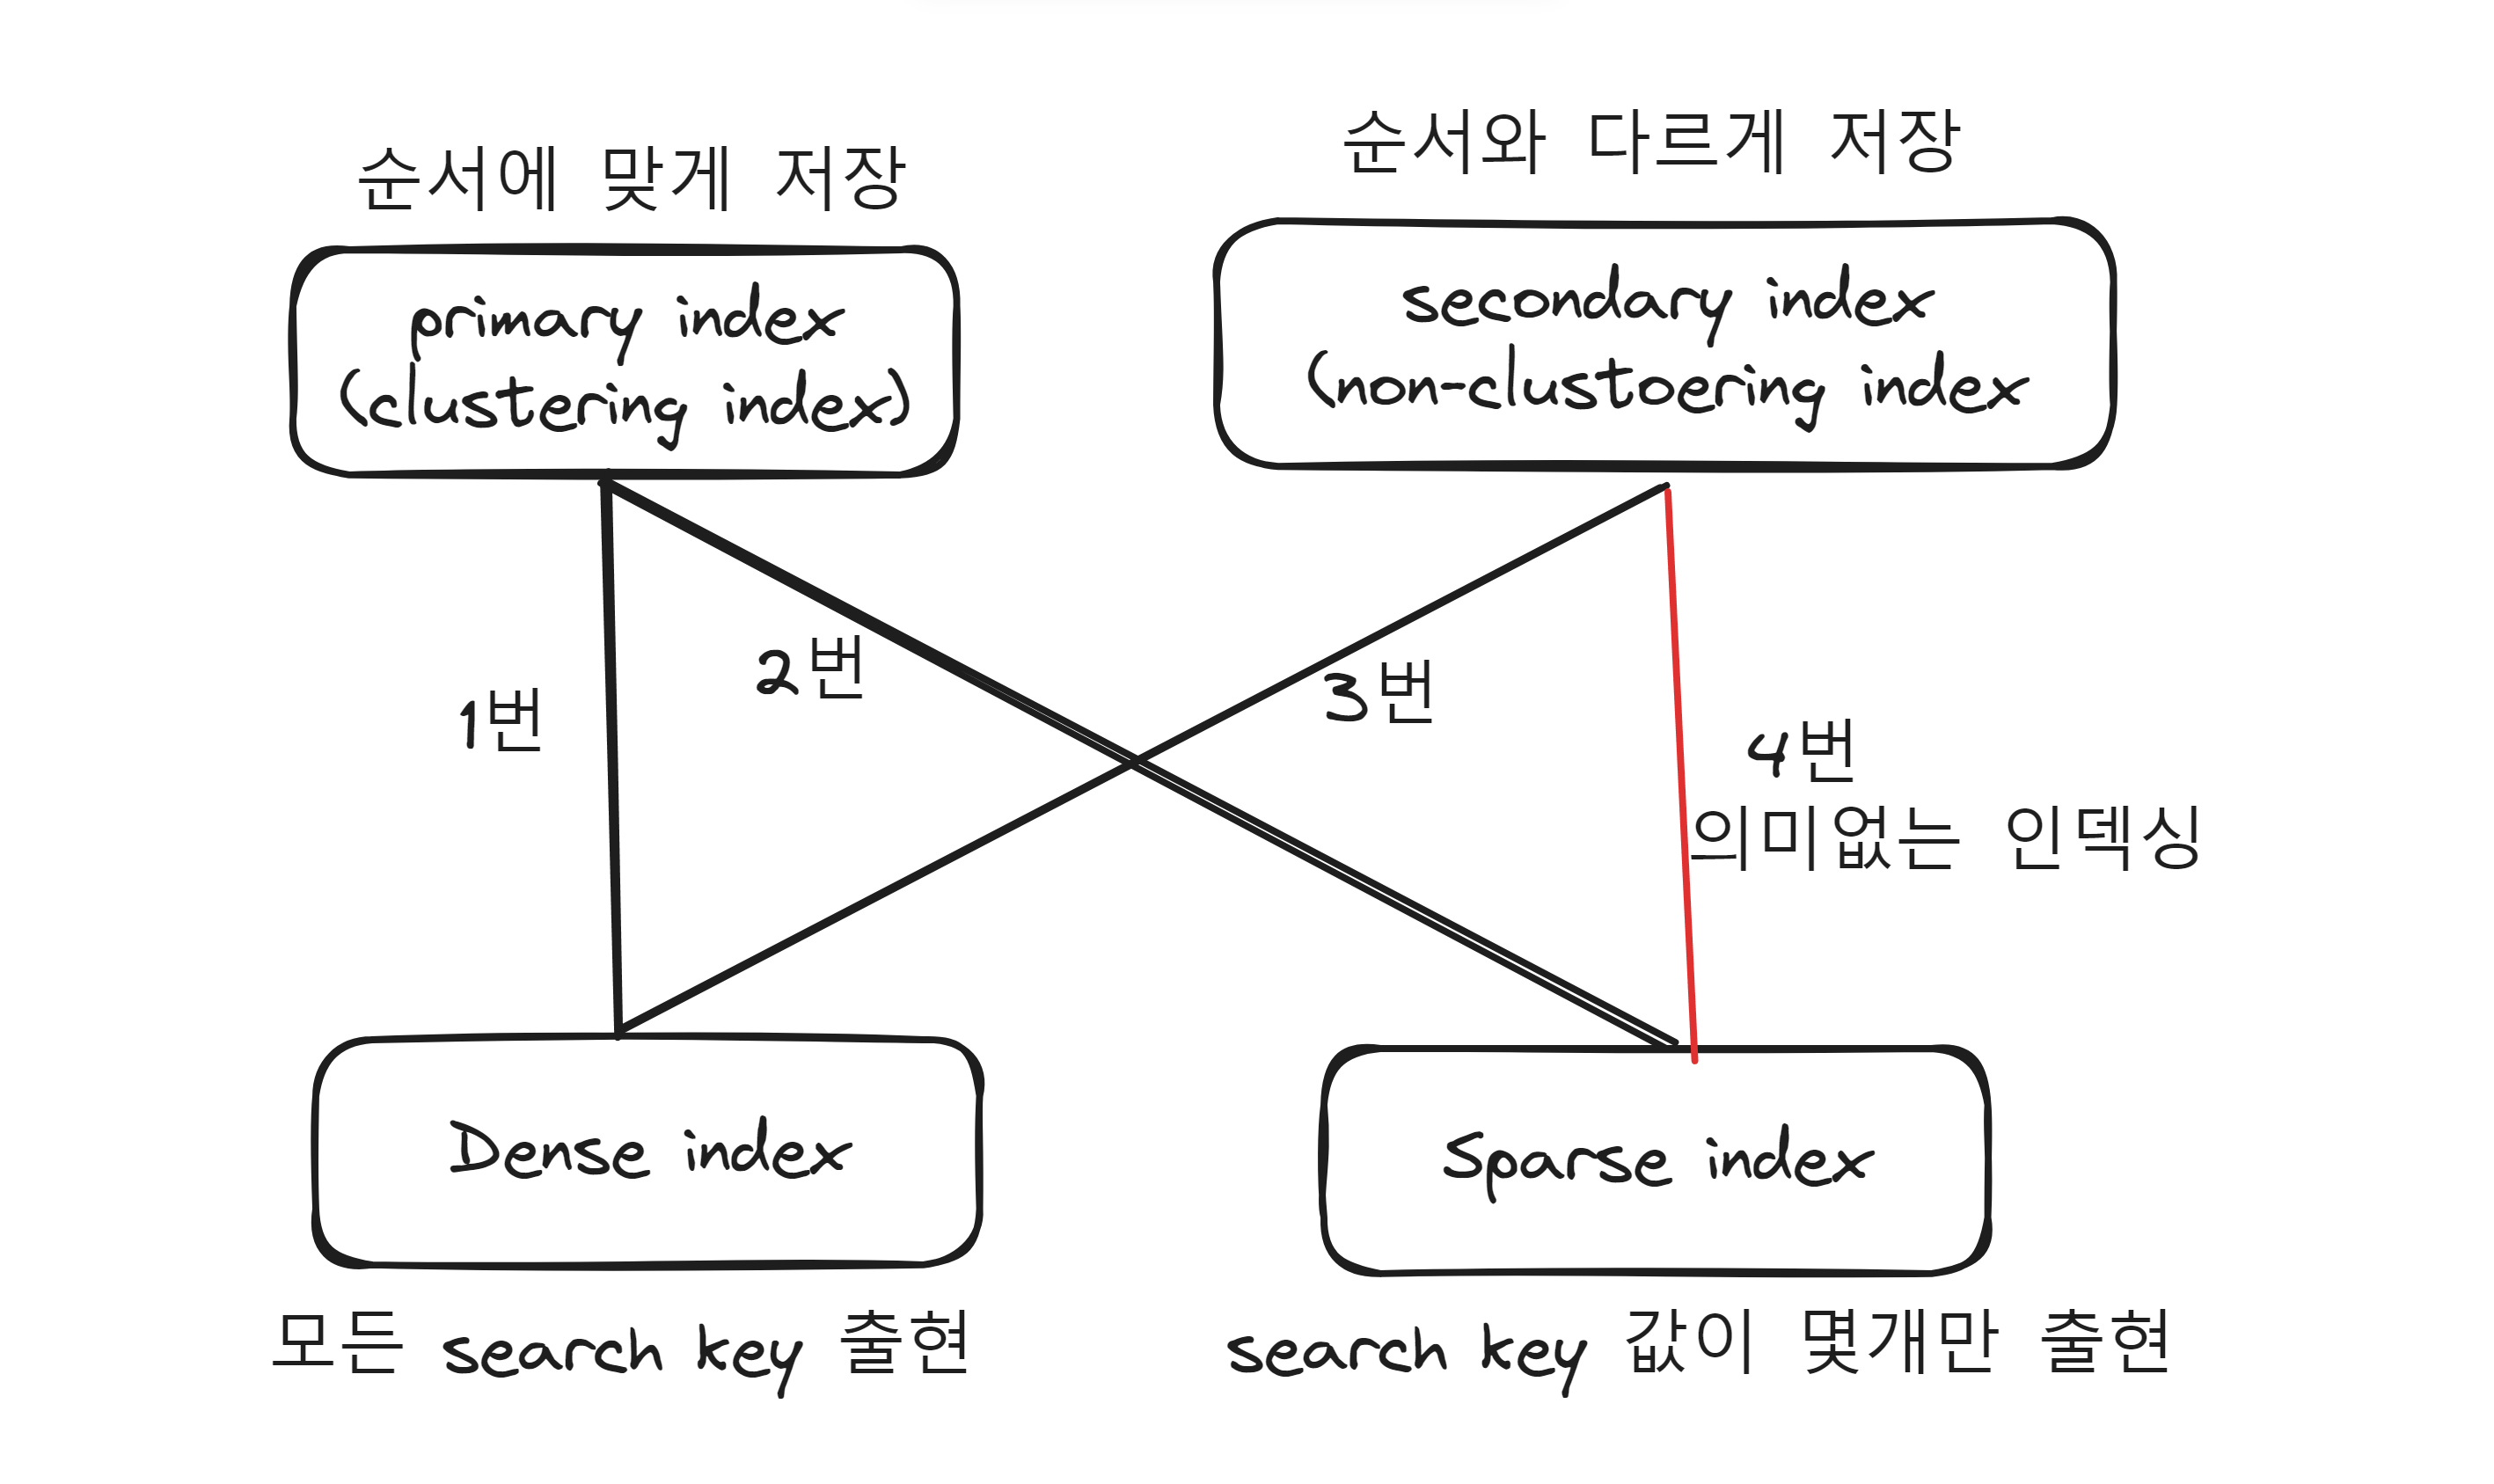 순서에 맞게 저장
순서와 다르게 저장
primary index
(clustering index)
secondary index
(non-clustoering index
1번
2번
3번
4번
의미없는 인덱싱
Dense index
Sparse index
모든 search key 출현
search key 값이 몇개만 출현